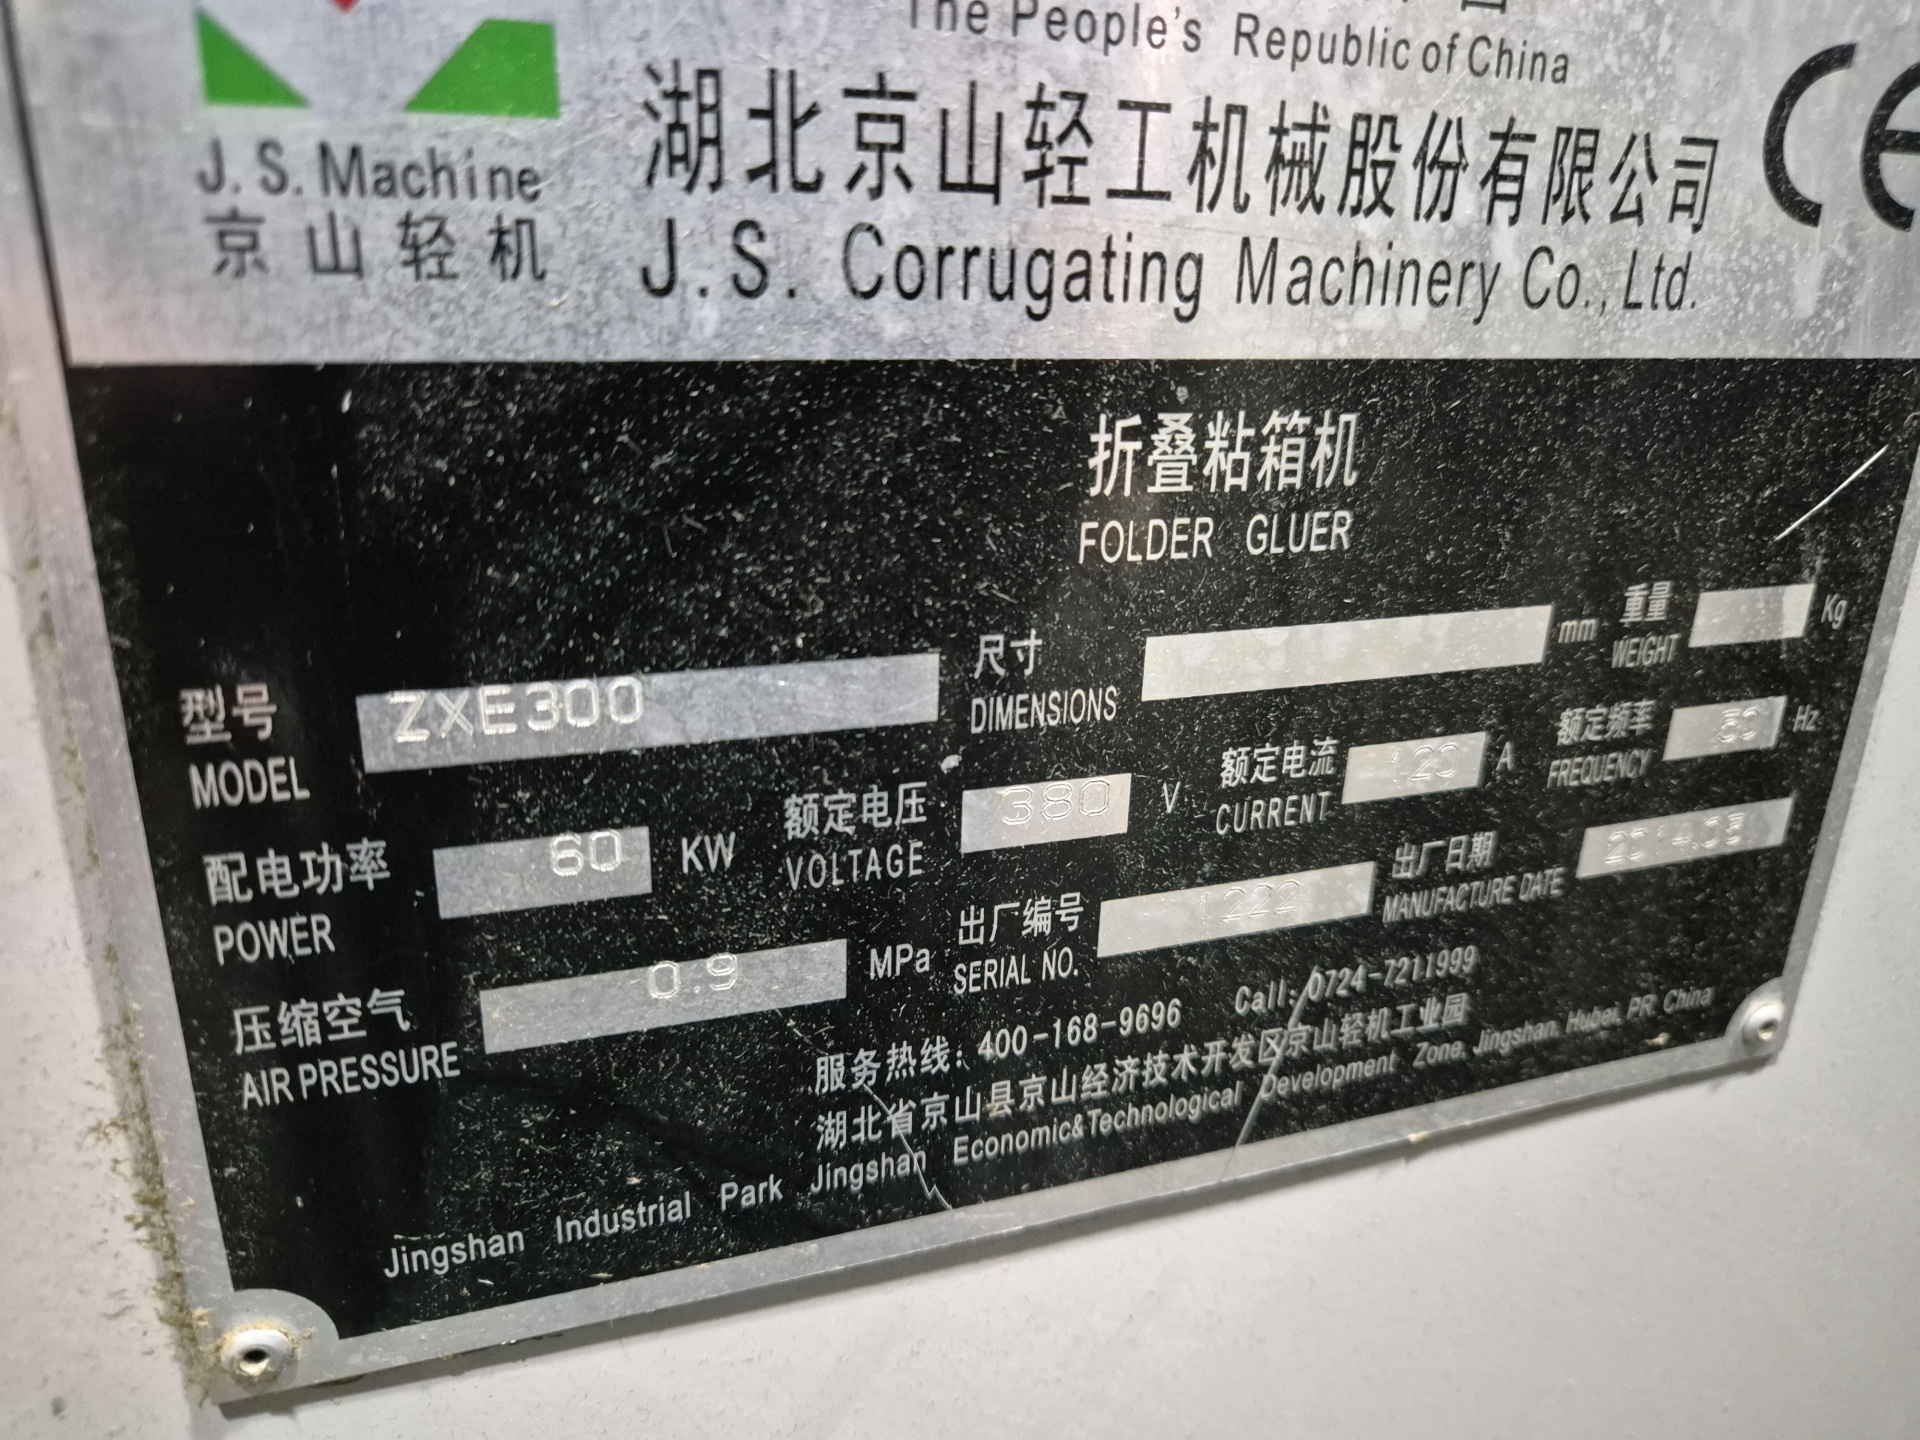 The People's Republic of China
湖北京山轻工机械股份有限公司
J. S. Corrugating Machinery Co., Ltd.
CE
J. S. Machine
京山轻机
折叠粘箱机
FOLDER GLUER
型号 ZXE300
MODEL
尺寸 mm
DIMENSIONS
重量 Kg
WEIGHT
配电功率 60 KW
POWER
额定电压 380 V
VOLTAGE
额定电流 120 A
CURRENT
额定频率 50 Hz
FREQUENCY
压缩空气 0.9 MPa
AIR PRESSURE
出厂编号 1222
SERIAL NO.
出厂日期
MANUFACTURE DATE
服务热线: 400-168-9696 Call: 0724-7211999
湖北省京山县京山经济技术开发区京山轻机工业园
Jingshan Industrial Park Jingshan Economic&Technological Development Zone. Jingshan. Hubei. PR. China